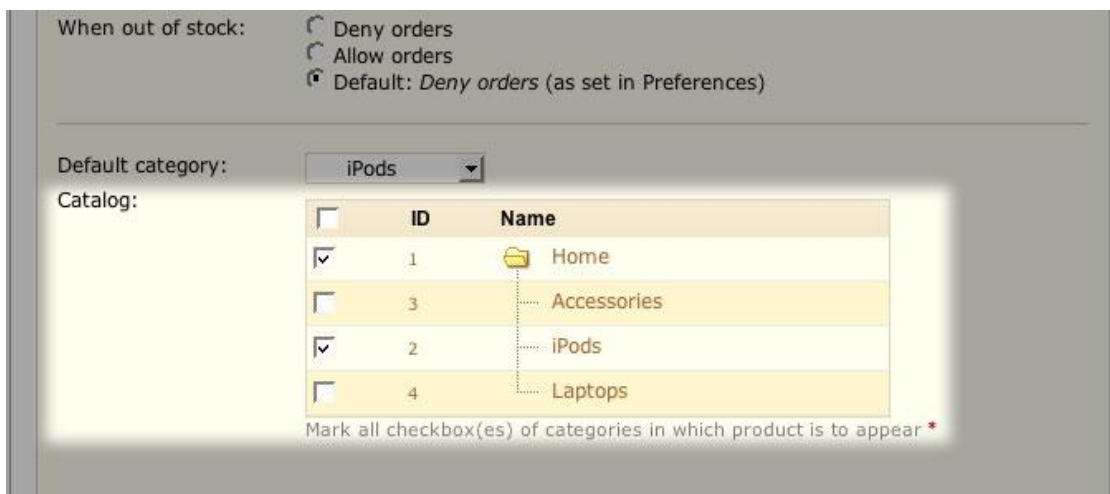 When out of stock:
Deny orders
Allow orders
Default: Deny orders (as set in Preferences)
Default category:
iPods
Catalog:
ID Name
1 Home
3 Accessories
2 iPods
4 Laptops
Mark all checkbox(es) of categories in which product is to appear *